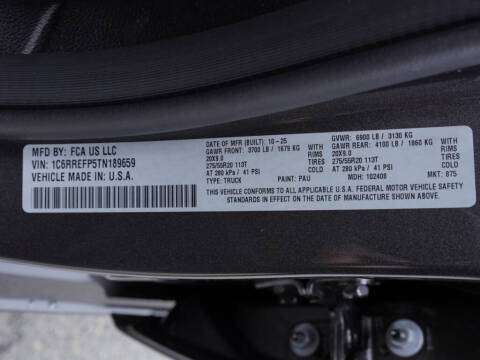 MFD BY: FCA US LLC
VIN: 1C6RREFP5TN189659
VEHICLE MADE IN: U.S.A.
DATE OF MFR (BUILT): 10-25
GAWR FRONT: 3700 LB / 1679 KG
20X9.0 WITH
275/55R20 113T RIMS
AT 280 kPa / 41 PSI COLD
TYPE: TRUCK PAINT: PAU
GVWR: 6900 LB / 3130 KG
GAWR REAR: 4100 LB / 1860 KG
20X9.0 WITH
275/55R20 113T RIMS
AT 280 kPa / 41 PSI COLD
MDH: 102408 MKT: 875
THIS VEHICLE CONFORMS TO ALL APPLICABLE U.S.A. FEDERAL MOTOR VEHICLE SAFETY
STANDARDS IN EFFECT ON THE DATE OF MANUFACTURE SHOWN ABOVE.